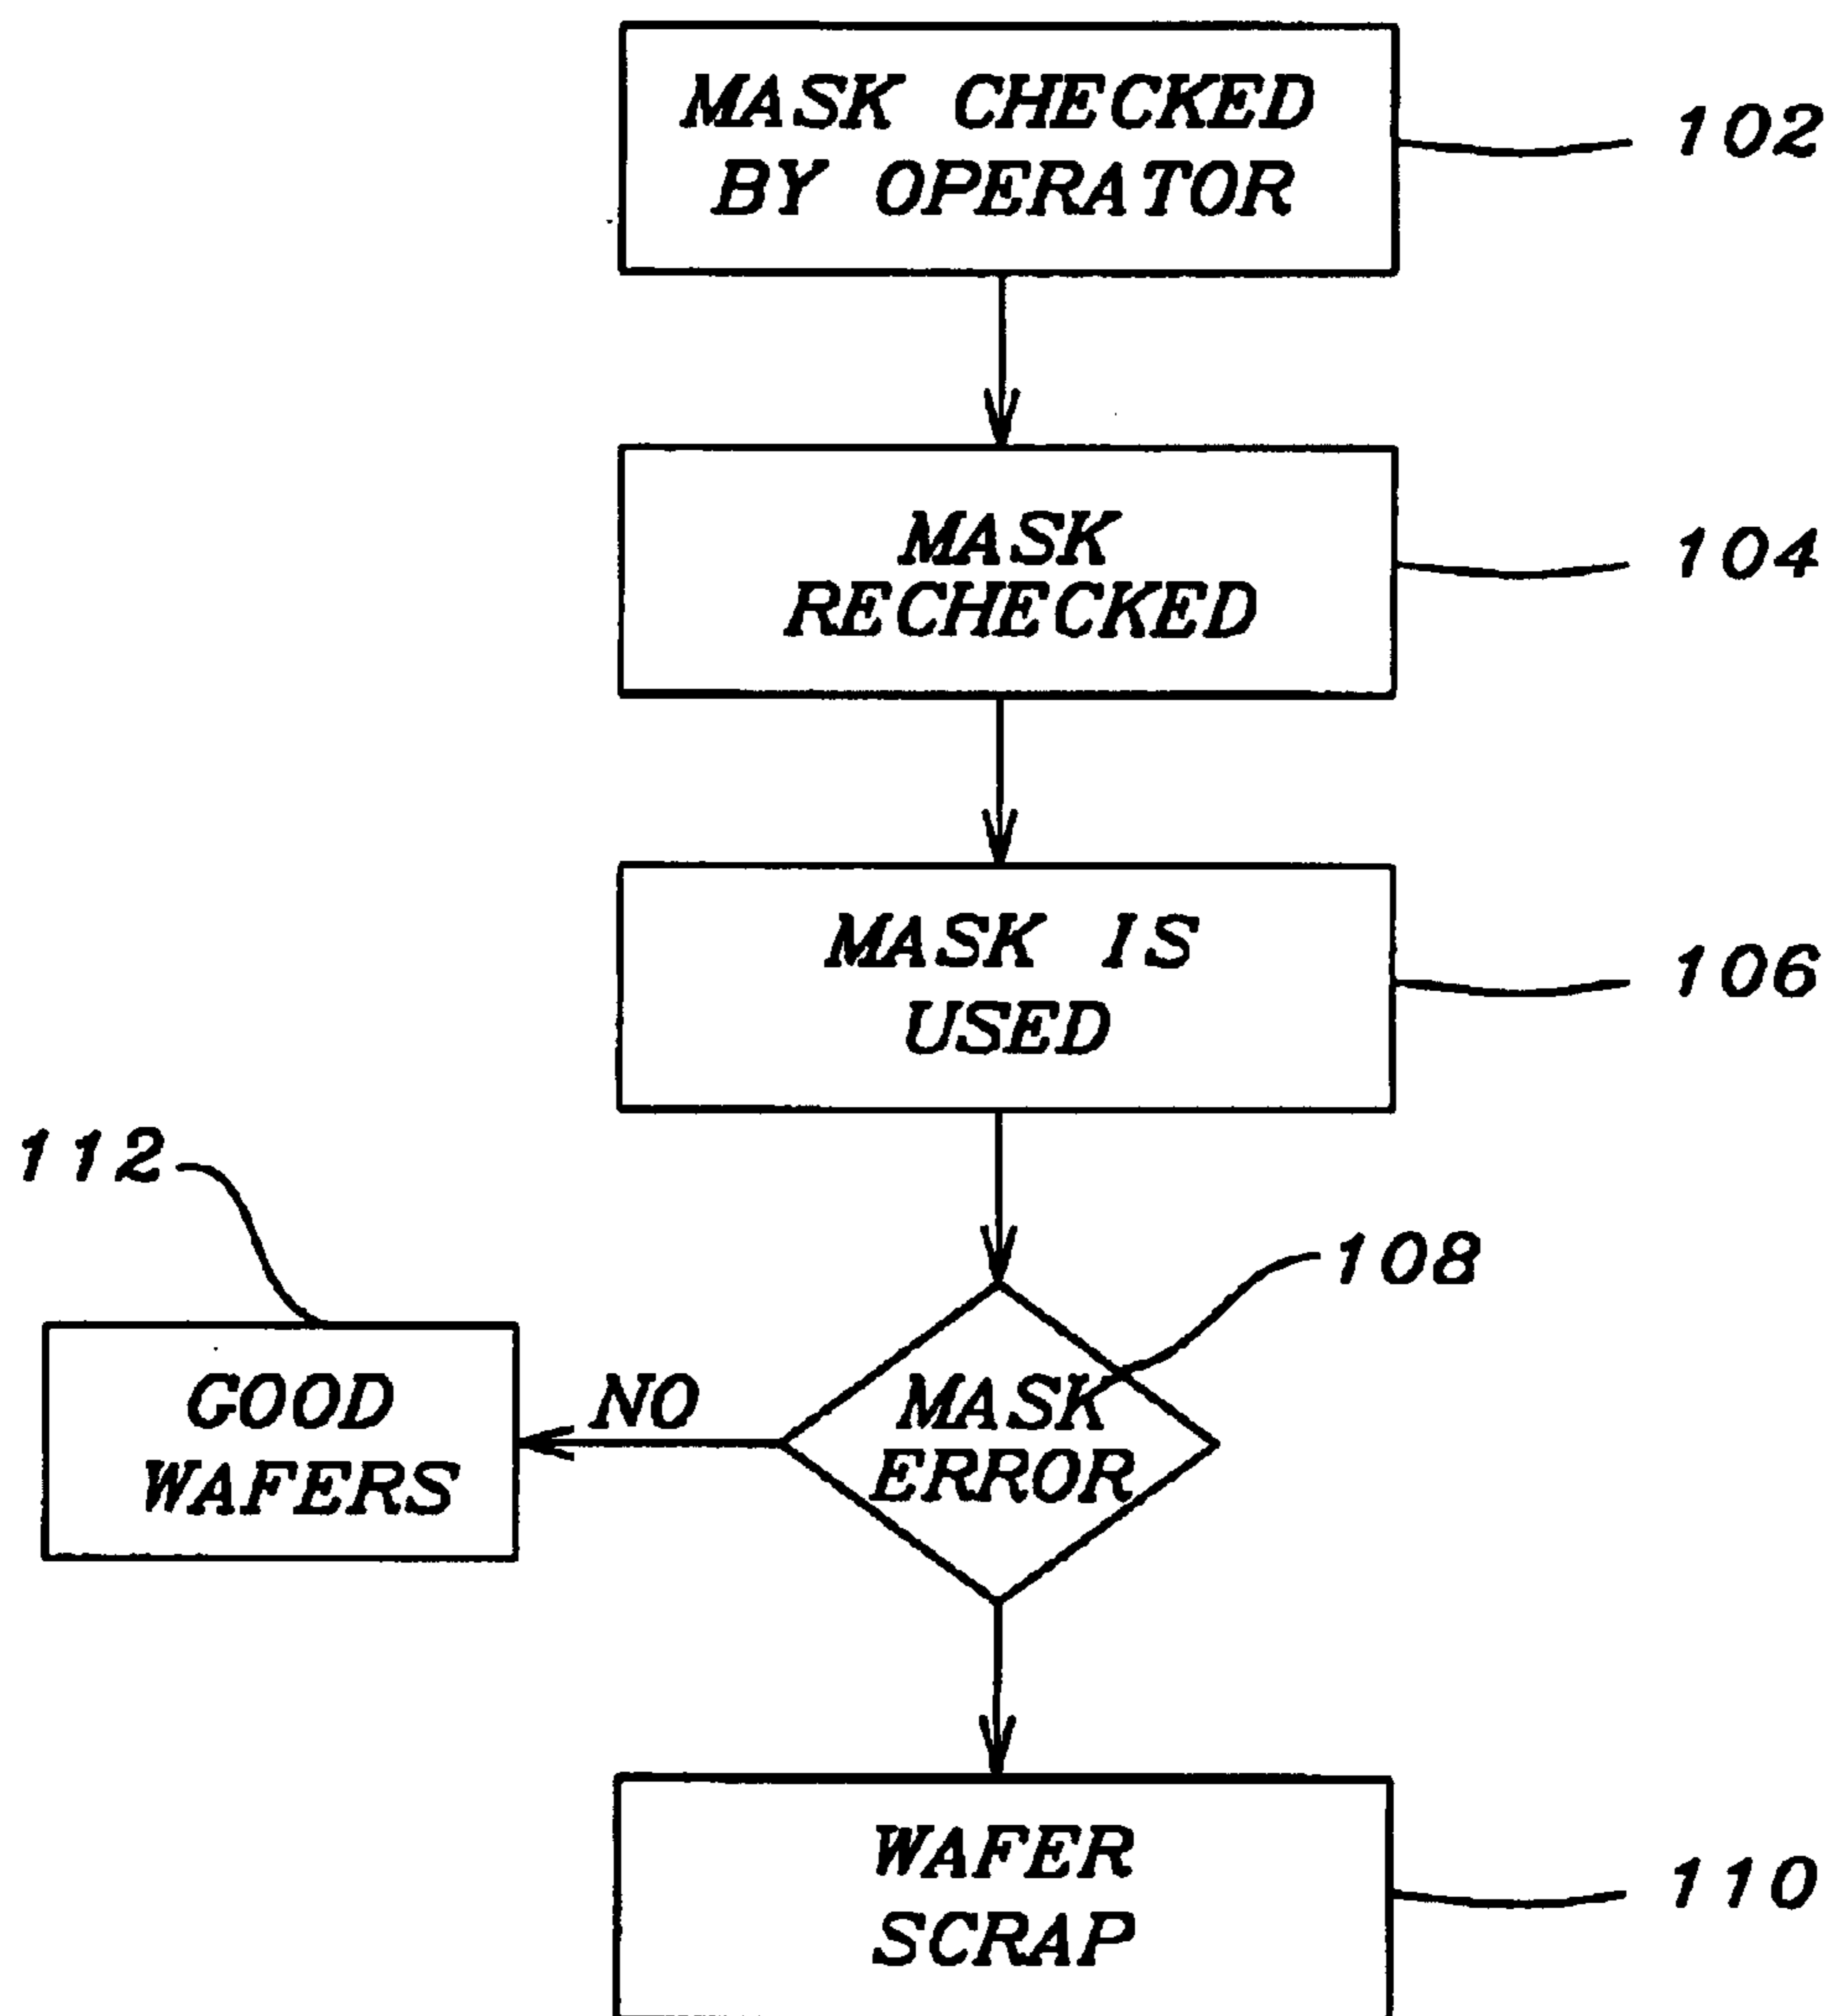 MASK CHECKED
BY OPERATOR
102
MASK
RECHECKED
104
MASK IS
USED
106
112
108
GOOD
WAFERS
NO
MASK
ERROR
WAFER
SCRAP
110